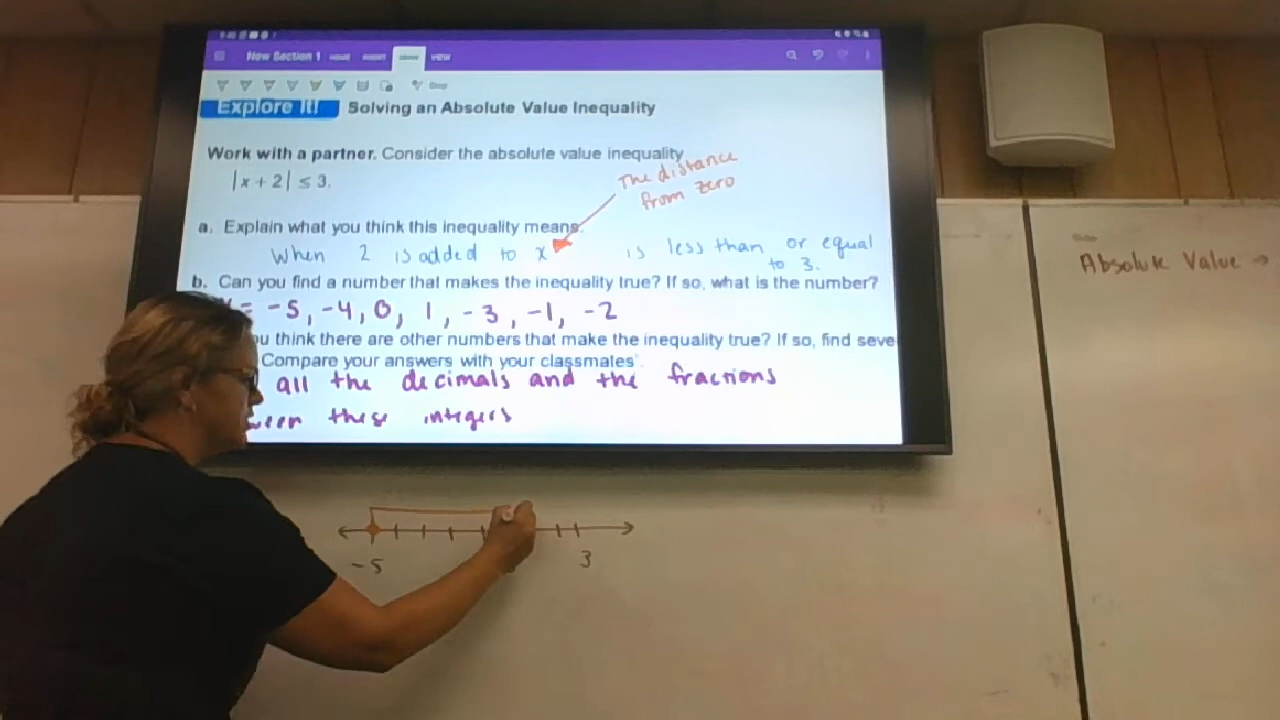 New Section 1
Explore It! Solving an Absolute Value Inequality
Work with a partner. Consider the absolute value inequality
|x + 2| ≤ 3.
The distance
from zero
a. Explain what you think this inequality means.
When 2 is added to x is less than or equal
to 3.
b. Can you find a number that makes the inequality true? If so, what is the number?
= -5, -4, 0, 1, -3, -1, -2
think there are other numbers that make the inequality true? If so, find seve
Compare your answers with your classmates'.
all the decimals and the fractions
ween these integers
Absolute Value →
-5 3